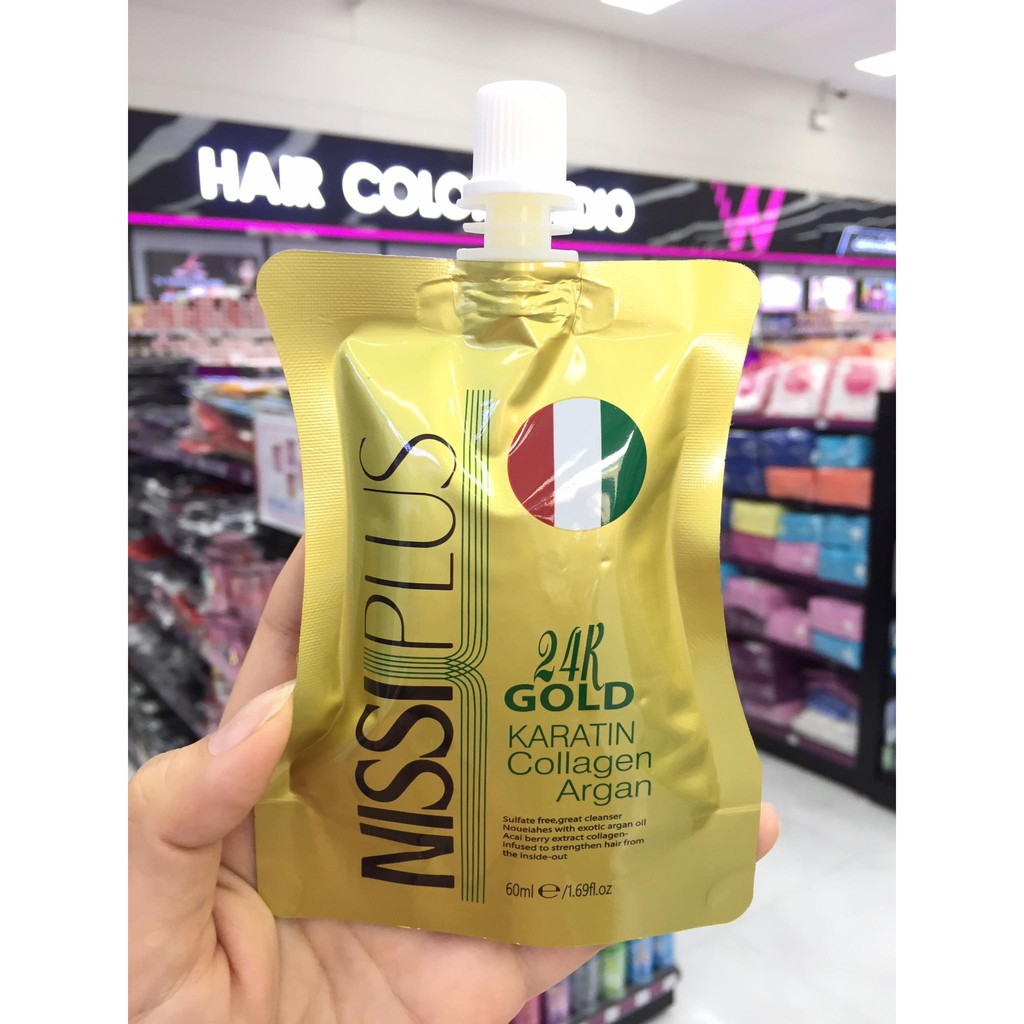 HAIR COLO DIO
NISSIPLUS
24K
GOLD
KARATIN
Collagen
Argan
Sulfate free,great cleanser
Noueiahes with exotic argan oil
Acai berry extract collagen-
infused to strengthen hair from
the inside-out
60ml ℮/1.69fl.oz